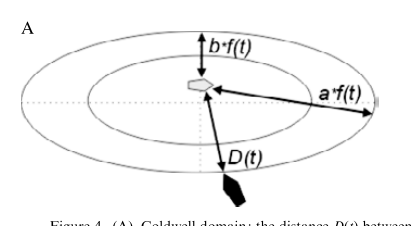 A
b*f(t)
a*f(t)
D(t)
Figure 4. (A) Coldwell domain: the distance D(t) between